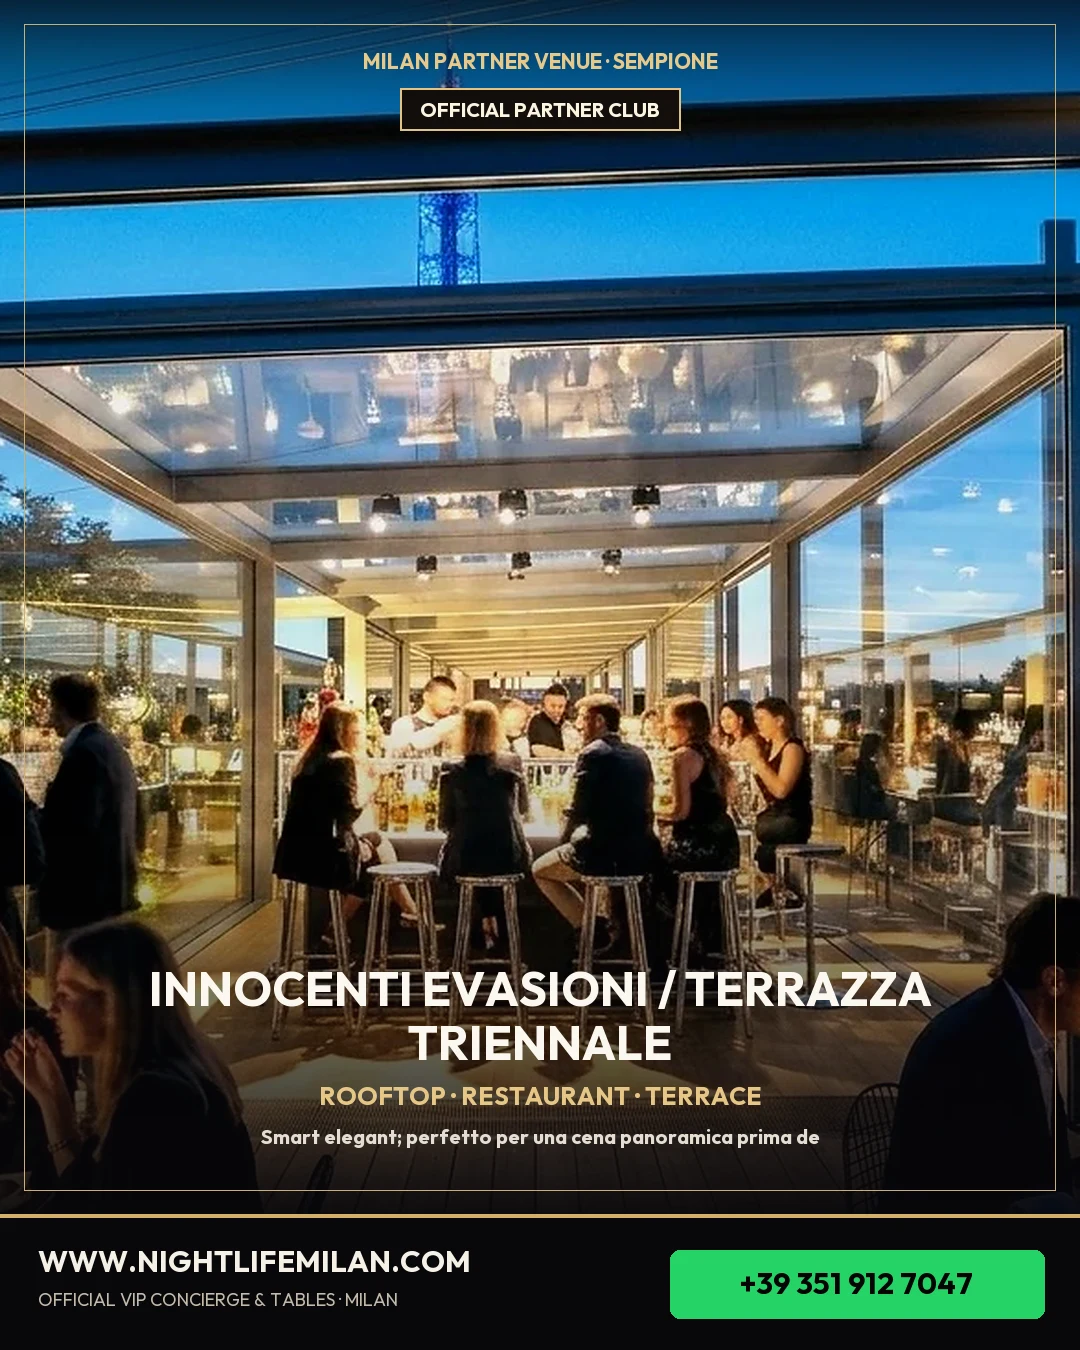 MILAN PARTNER VENUE · SEMPIONE
OFFICIAL PARTNER CLUB
INNOCENTI EVASIONI / TERRAZZA
TRIENNALE
ROOFTOP · RESTAURANT · TERRACE
Smart elegant; perfetto per una cena panoramica prima de
WWW.NIGHTLIFEMILAN.COM
OFFICIAL VIP CONCIERGE & TABLES · MILAN
+39 351 912 7047